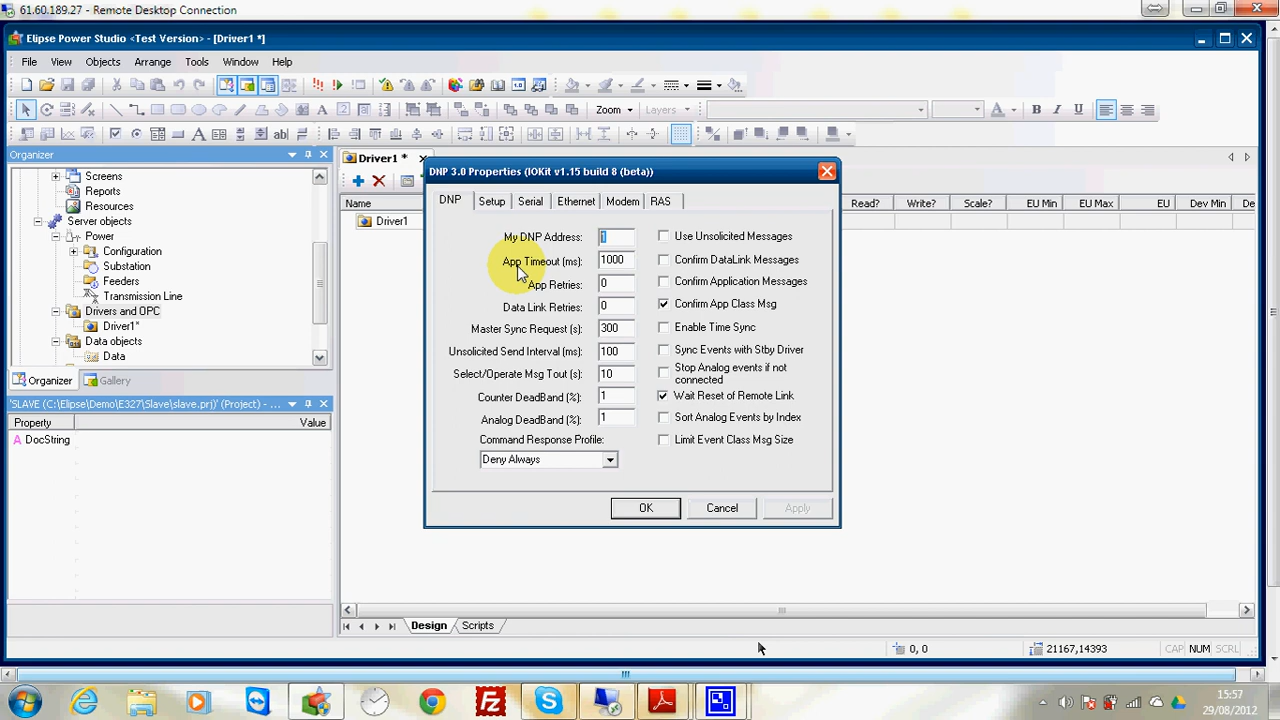 61.60.189.27 - Remote Desktop Connection
Elipse Power Studio <Test Version> - [Driver1 *]
File View Objects Arrange Tools Window Help
Zoom Layers B I U
Organizer
Driver1 *
Screens
Reports
Resources
Server objects
Power
Configuration
Substation
Feeders
Transmission Line
Drivers and OPC
Driver1*
Data objects
Data
Organizer Gallery
'SLAVE (C:\Elipse\Demo\E327\Slave\slave.prj)' (Project) - ...
Property Value
DocString
Name Read? Write? Scale? EU Min EU Max EU Dev Min Dev
Driver1
DNP 3.0 Properties (IOKit v1.15 build 8 (beta))
DNP Setup Serial Ethernet Modem RAS
My DNP Address: 1
App Timeout (ms): 1000
App Retries: 0
Data Link Retries: 0
Master Sync Request (s): 300
Unsolicited Send Interval (ms): 100
Select/Operate Msg Tout (s): 10
Counter DeadBand (%): 1
Analog DeadBand (%): 1
Command Response Profile:
Deny Always
Use Unsolicited Messages
Confirm DataLink Messages
Confirm Application Messages
Confirm App Class Msg
Enable Time Sync
Sync Events with Stby Driver
Stop Analog events if not
connected
Wait Reset of Remote Link
Sort Analog Events by Index
Limit Event Class Msg Size
OK Cancel Apply
Design Scripts
0, 0 21167,14393 CAP NUM SCRL
15:57
29/08/2012